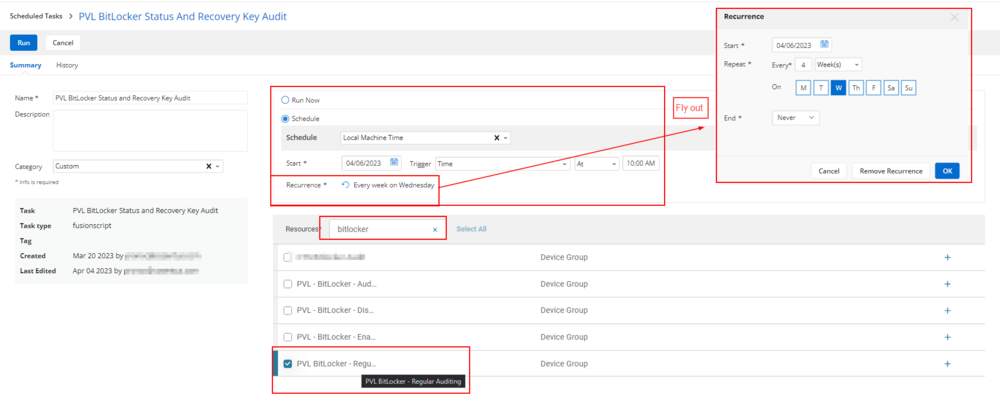 Scheduled Tasks > PVL BitLocker Status And Recovery Key Audit
Run Cancel
Summary History
Name * PVL BitLocker Status and Recovery Key Audit
Description
Category Custom
* Info is required
Task PVL BitLocker Status and Recovery Key Audit
Task type fusionscript
Tag
Created Mar 20 2023 by
Last Edited Apr 04 2023 by
Run Now
Schedule
Schedule Local Machine Time X
Start * 04/06/2023 Trigger Time At 10:00 AM
Recurrence * Every week on Wednesday
Fly out
Recurrence
Start * 04/06/2023
Repeat * Every* 4 Week(s)
On M T W Th F Sa Su
End * Never
Cancel Remove Recurrence OK
Resources* bitlocker × Select All
Device Group +
PVL - BitLocker - Aud... Device Group +
PVL - BitLocker - Dis... Device Group +
PVL - BitLocker - Ena... Device Group +
PVL BitLocker - Regu... Device Group +
PVL BitLocker - Regular Auditing